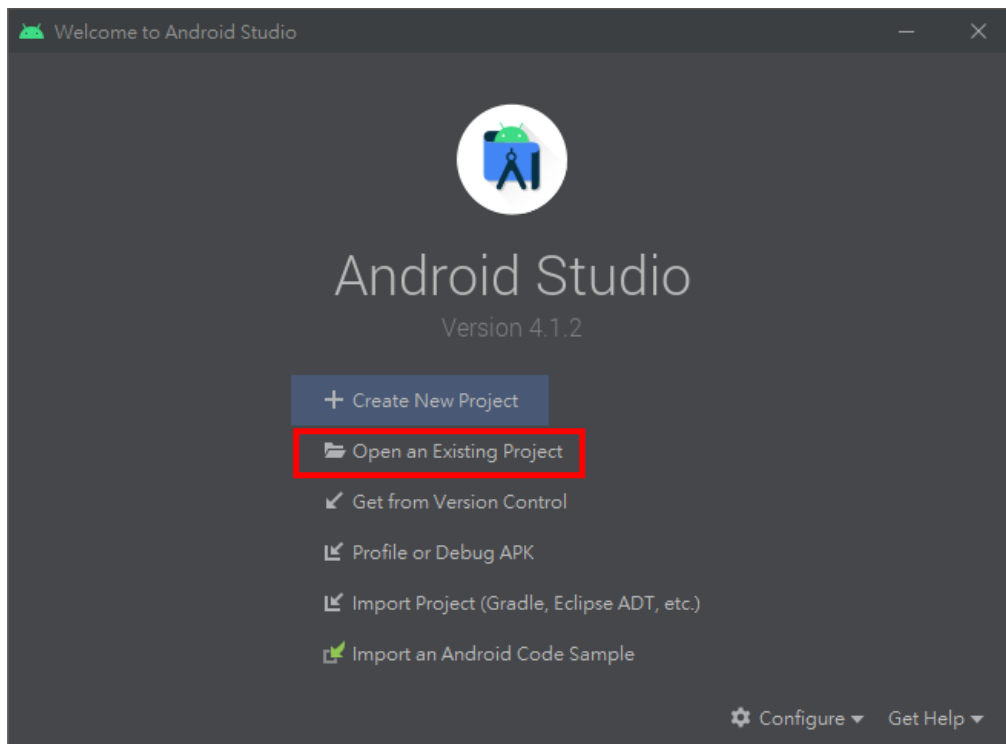 Welcome to Android Studio
Android Studio
Version 4.1.2
Create New Project
Open an Existing Project
Get from Version Control
Profile or Debug APK
Import Project (Gradle, Eclipse ADT, etc.)
Import an Android Code Sample
Configure Get Help